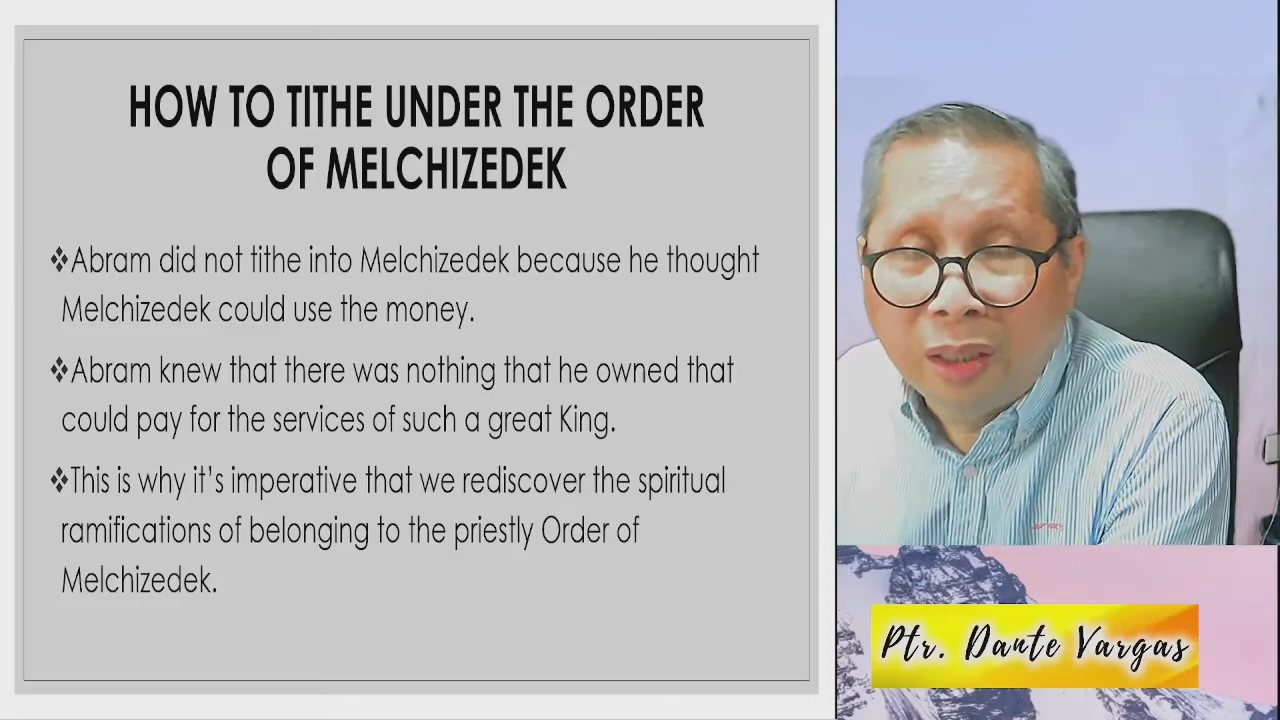 HOW TO TITHE UNDER THE ORDER
OF MELCHIZEDEK
❖Abram did not tithe into Melchizedek because he thought
Melchizedek could use the money.
❖Abram knew that there was nothing that he owned that
could pay for the services of such a great King.
❖This is why it’s imperative that we rediscover the spiritual
ramifications of belonging to the priestly Order of
Melchizedek.
Ptr. Dante Vargas